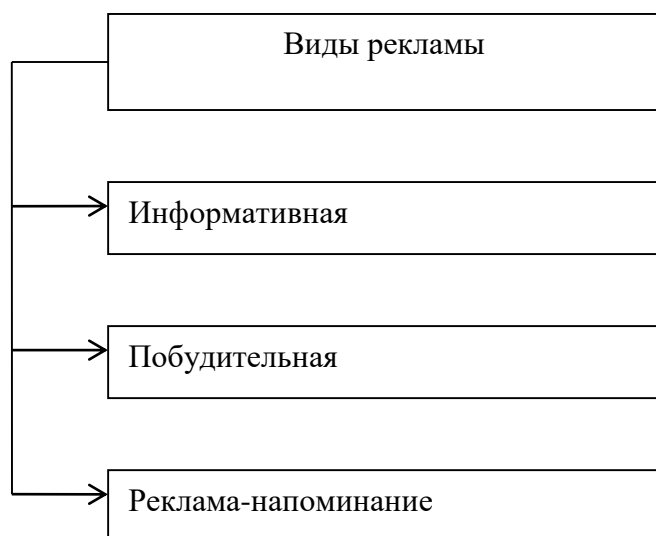 Виды рекламы
Информативная
Побудительная
Реклама-напоминание